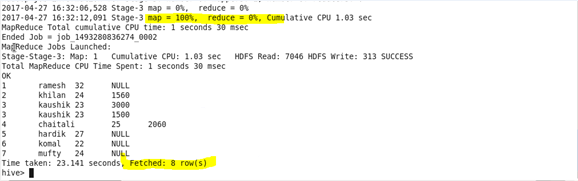 2017-04-27 16:32:06,528 Stage-3 map = 0%,  reduce = 0%
2017-04-27 16:32:12,091 Stage-3 map = 100%,  reduce = 0%, Cumulative CPU 1.03 sec
MapReduce Total cumulative CPU time: 1 seconds 30 msec
Ended Job = job_1493280836274_0002
MapReduce Jobs Launched:
Stage-Stage-3: Map: 1   Cumulative CPU: 1.03 sec   HDFS Read: 7046 HDFS Write: 313 SUCCESS
Total MapReduce CPU Time Spent: 1 seconds 30 msec
OK
1       ramesh  32      NULL
2       khilan  24      1560
3       kaushik 23      3000
3       kaushik 23      1500
4       chaitali        25      2060
5       hardik  27      NULL
6       komal   22      NULL
7       mufty   24      NULL
Time taken: 23.141 seconds, Fetched: 8 row(s)
hive>